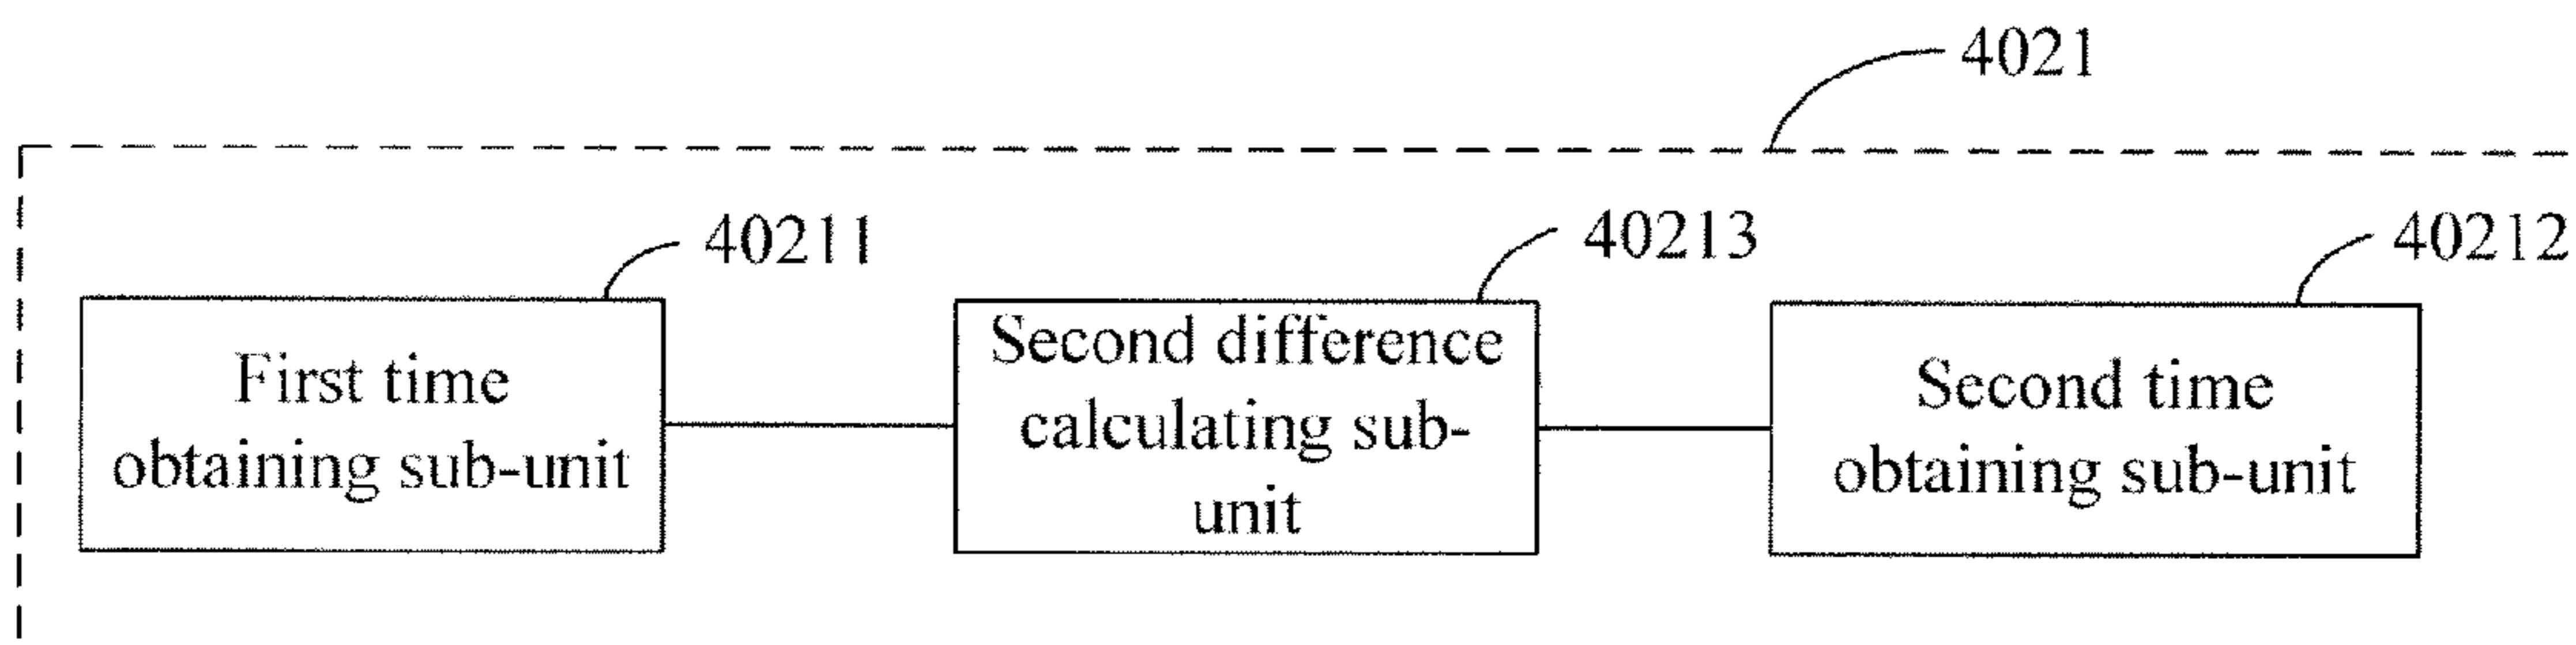 4021
40211
40213
40212
First time
obtaining sub-unit
Second difference
calculating sub-
unit
Second time
obtaining sub-unit